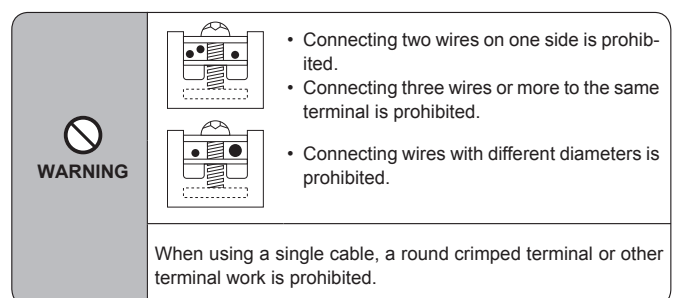 • Connecting two wires on one side is prohib-
ited.
• Connecting three wires or more to the same
terminal is prohibited.
• Connecting wires with different diameters is
prohibited.
WARNING
When using a single cable, a round crimped terminal or other
terminal work is prohibited.